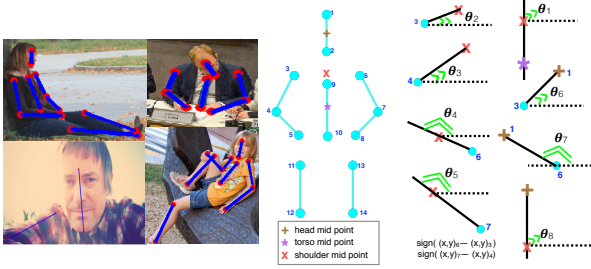 1
2
3
6
9
4
7
5
10
8
11
13
12
14
+ head mid point
* torso mid point
x shoulder mid point
3
θ₂
θ₁
4
θ₃
1
θ₆
3
θ₄
6
1
θ₇
6
θ₅
7
θ₈
sign( (x,y)₆− (x,y)₃)
sign( (x,y)₇− (x,y)₄)